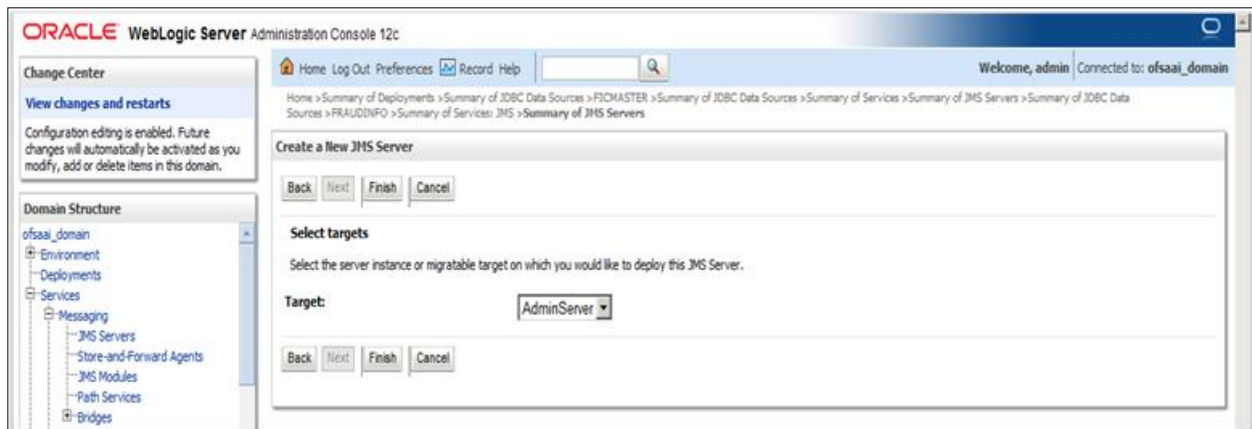 ORACLE WebLogic Server Administration Console 12c
Change Center
View changes and restarts
Configuration editing is enabled. Future
changes will automatically be activated as you
modify, add or delete items in this domain.
Domain Structure
ofsaai_domain
Environment
Deployments
Services
Messaging
JMS Servers
Store-and-Forward Agents
JMS Modules
Path Services
Bridges
Home Log Out Preferences Record Help
Welcome, admin Connected to: ofsaai_domain
Home >Summary of Deployments >Summary of JDBC Data Sources >FICMASTER >Summary of JDBC Data Sources >Summary of Services >Summary of JMS Servers >Summary of JDBC Data
Sources >FRAUDINFO >Summary of Services: JMS >Summary of JMS Servers
Create a New JMS Server
Back Next Finish Cancel
Select targets
Select the server instance or migratable target on which you would like to deploy this JMS Server.
Target: AdminServer
Back Next Finish Cancel